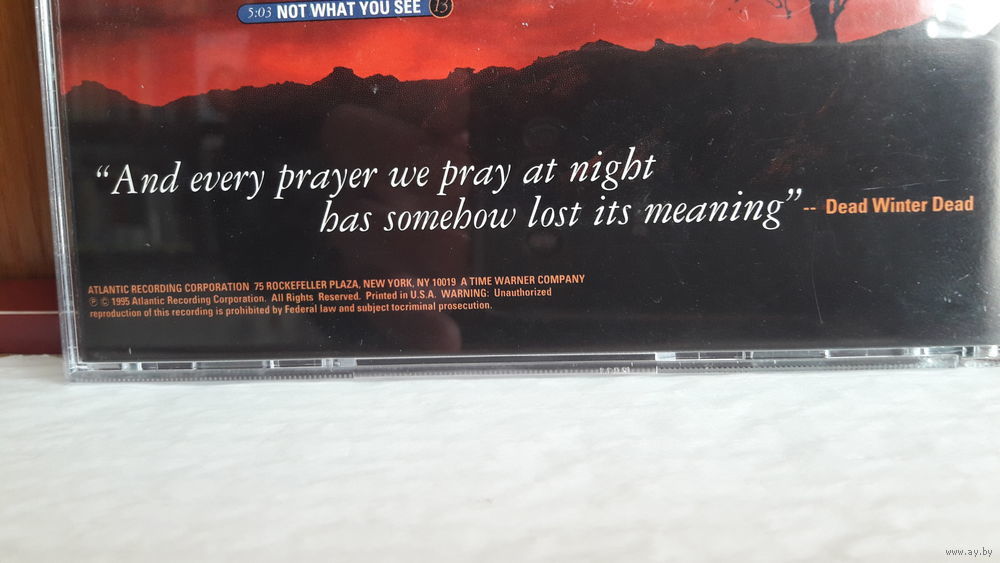 5:03 NOT WHAT YOU SEE 13
“And every prayer we pray at night
has somehow lost its meaning” -- Dead Winter Dead
ATLANTIC RECORDING CORPORATION 75 ROCKEFELLER PLAZA, NEW YORK, NY 10019 A TIME WARNER COMPANY
℗ © 1995 Atlantic Recording Corporation. All Rights Reserved. Printed in U.S.A. WARNING: Unauthorized
reproduction of this recording is prohibited by Federal law and subject tocriminal prosecution.
www.ay.by